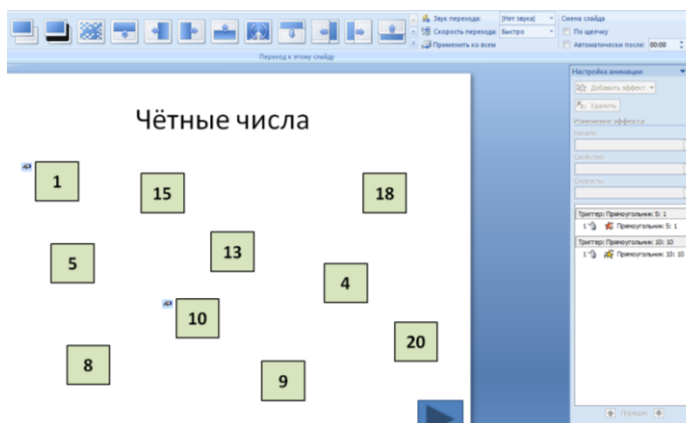 Звук перехода: [Нет звука]
Смена слайда
Скорость перехода: Быстро
По щелчку
Применить ко всем
Автоматически после: 00:00
Переход к этому слайду
Настройка анимации
Добавить эффект
Удалить
Изменение эффекта
Начало:
Свойство:
Скорость:
Триггер: Прямоугольник 5: 1
1 Прямоугольник 5: 1
Триггер: Прямоугольник 10: 10
1 Прямоугольник 10: 10
Порядок
Чётные числа
1
15
18
5
13
4
10
20
8
9